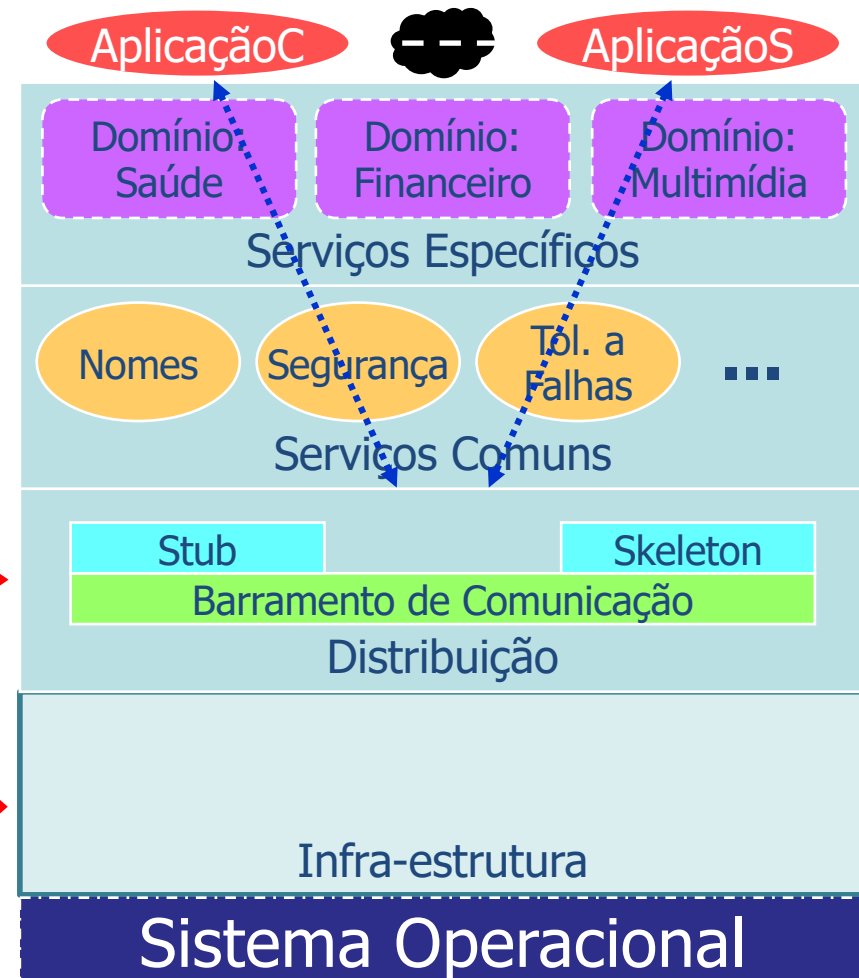 AplicaçãoC
AplicaçãoS
Domínio:
Saúde
Domínio:
Financeiro
Domínio:
Multimídia
Serviços Específicos
Nomes
Segurança
Tol. a
Falhas
...
Serviços Comuns
Stub
Skeleton
Barramento de Comunicação
Distribuição
Infra-estrutura
Sistema Operacional